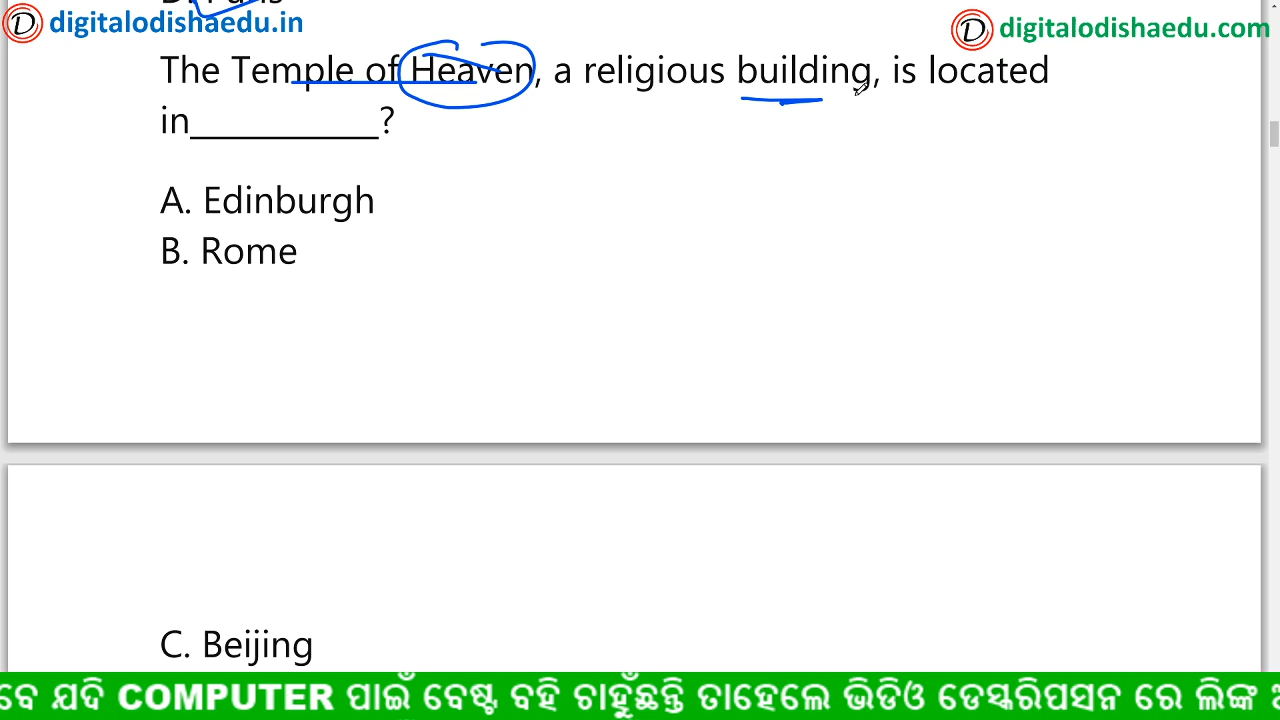 digitalodishaedu.in
digitalodishaedu.com
The Temple of Heaven, a religious building, is located
in___________?
A. Edinburgh
B. Rome
C. Beijing
ବେ ଯଦି COMPUTER ପାଇଁ ବେଷ୍ଟ ବହି ଚାହୁଁଛନ୍ତି ତାହେଲେ ଭିଡିଓ ଡେସ୍କରିପସନ ରେ ଲିଙ୍କ